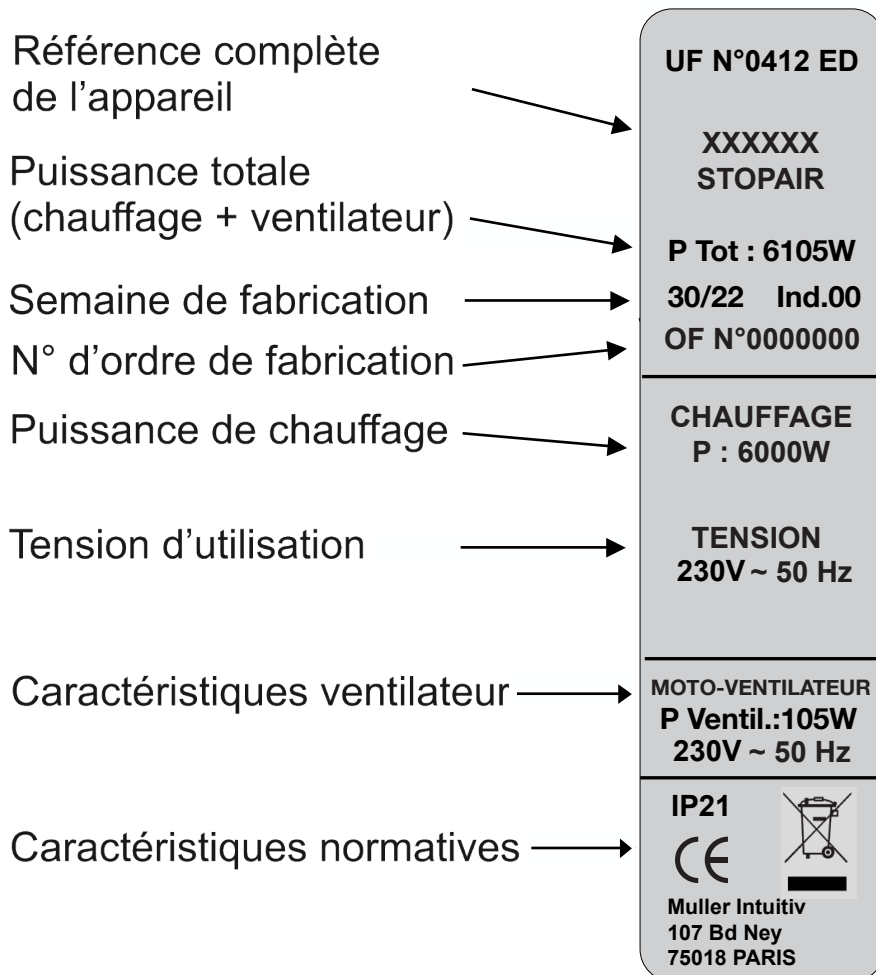 Référence complète
de l'appareil
Puissance totale
(chauffage + ventilateur)
Semaine de fabrication
N° d'ordre de fabrication
Puissance de chauffage
Tension d'utilisation
Caractéristiques ventilateur
Caractéristiques normatives
UF N°0412 ED
XXXXXX
STOPAIR
P Tot : 6105W
30/22 Ind.00
OF N°0000000
CHAUFFAGE
P : 6000W
TENSION
230V ~ 50 Hz
MOTO-VENTILATEUR
P Ventil.:105W
230V ~ 50 Hz
IP21
CE
Muller Intuitiv
107 Bd Ney
75018 PARIS